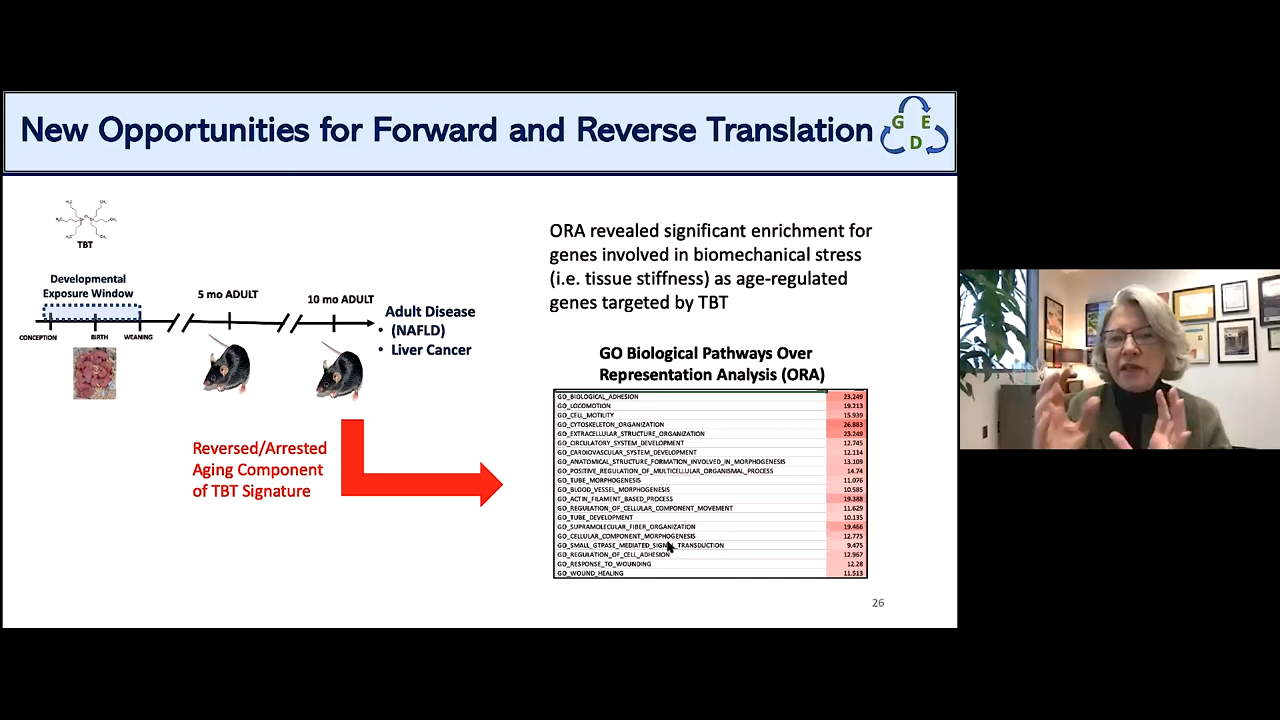 New Opportunities for Forward and Reverse Translation
G E
D
TBT
Developmental
Exposure Window
5 mo ADULT
10 mo ADULT
CONCEPTION
BIRTH
WEANING
Adult Disease
• (NAFLD)
• Liver Cancer
Reversed/Arrested
Aging Component
of TBT Signature
ORA revealed significant enrichment for
genes involved in biomechanical stress
(i.e. tissue stiffness) as age-regulated
genes targeted by TBT
GO Biological Pathways Over
Representation Analysis (ORA)
GO_BIOLOGICAL_ADHESION 23.249
GO_LOCOMOTION 19.213
GO_CELL_MOTILITY 15.939
GO_CYTOSKELETON_ORGANIZATION 26.883
GO_EXTRACELLULAR_STRUCTURE_ORGANIZATION 23.249
GO_CIRCULATORY_SYSTEM_DEVELOPMENT 12.745
GO_CARDIOVASCULAR_SYSTEM_DEVELOPMENT 12.114
GO_ANATOMICAL_STRUCTURE_FORMATION_INVOLVED_IN_MORPHOGENESIS 13.109
GO_POSITIVE_REGULATION_OF_MULTICELLULAR_ORGANISMAL_PROCESS 14.74
GO_TUBE_MORPHOGENESIS 11.076
GO_BLOOD_VESSEL_MORPHOGENESIS 10.585
GO_ACTIN_FILAMENT_BASED_PROCESS 19.388
GO_REGULATION_OF_CELLULAR_COMPONENT_MOVEMENT 11.629
GO_TUBE_DEVELOPMENT 10.135
GO_SUPRAMOLECULAR_FIBER_ORGANIZATION 19.466
GO_CELLULAR_COMPONENT_MORPHOGENESIS 12.775
GO_SMALL_GTPASE_MEDIATED_SIGNAL_TRANSDUCTION 9.475
GO_REGULATION_OF_CELL_ADHESION 12.967
GO_RESPONSE_TO_WOUNDING 12.28
GO_WOUND_HEALING 11.513
26